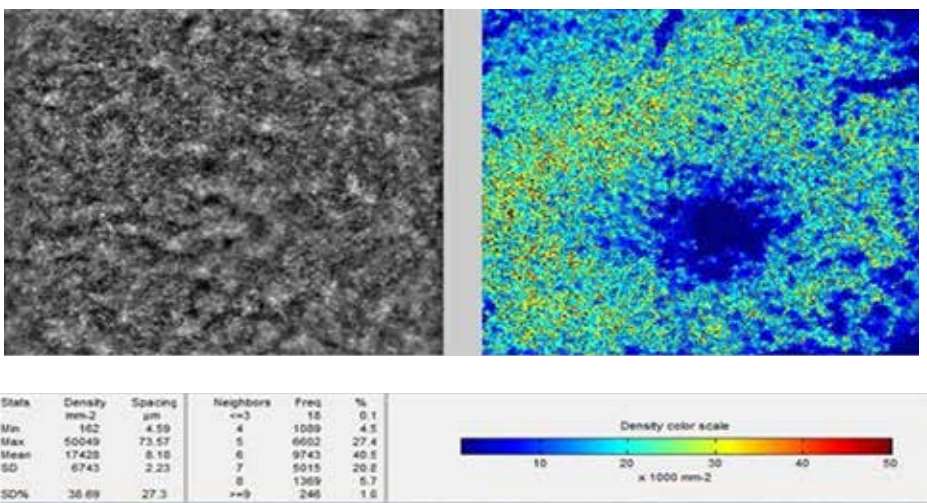 Stats Density Spacing Neighbors Freq %
mm-2 µm <=3 18 0.1
Min 162 4.59 4 1089 4.5
Max 50049 73.57 5 6602 27.4
Mean 17428 8.18 6 9743 40.5
SD 6743 2.23 7 5015 20.8
8 1369 5.7
SD% 38.69 27.3 >=9 246 1.0
Density color scale
10 20 30 40 50
x 1000 mm-2